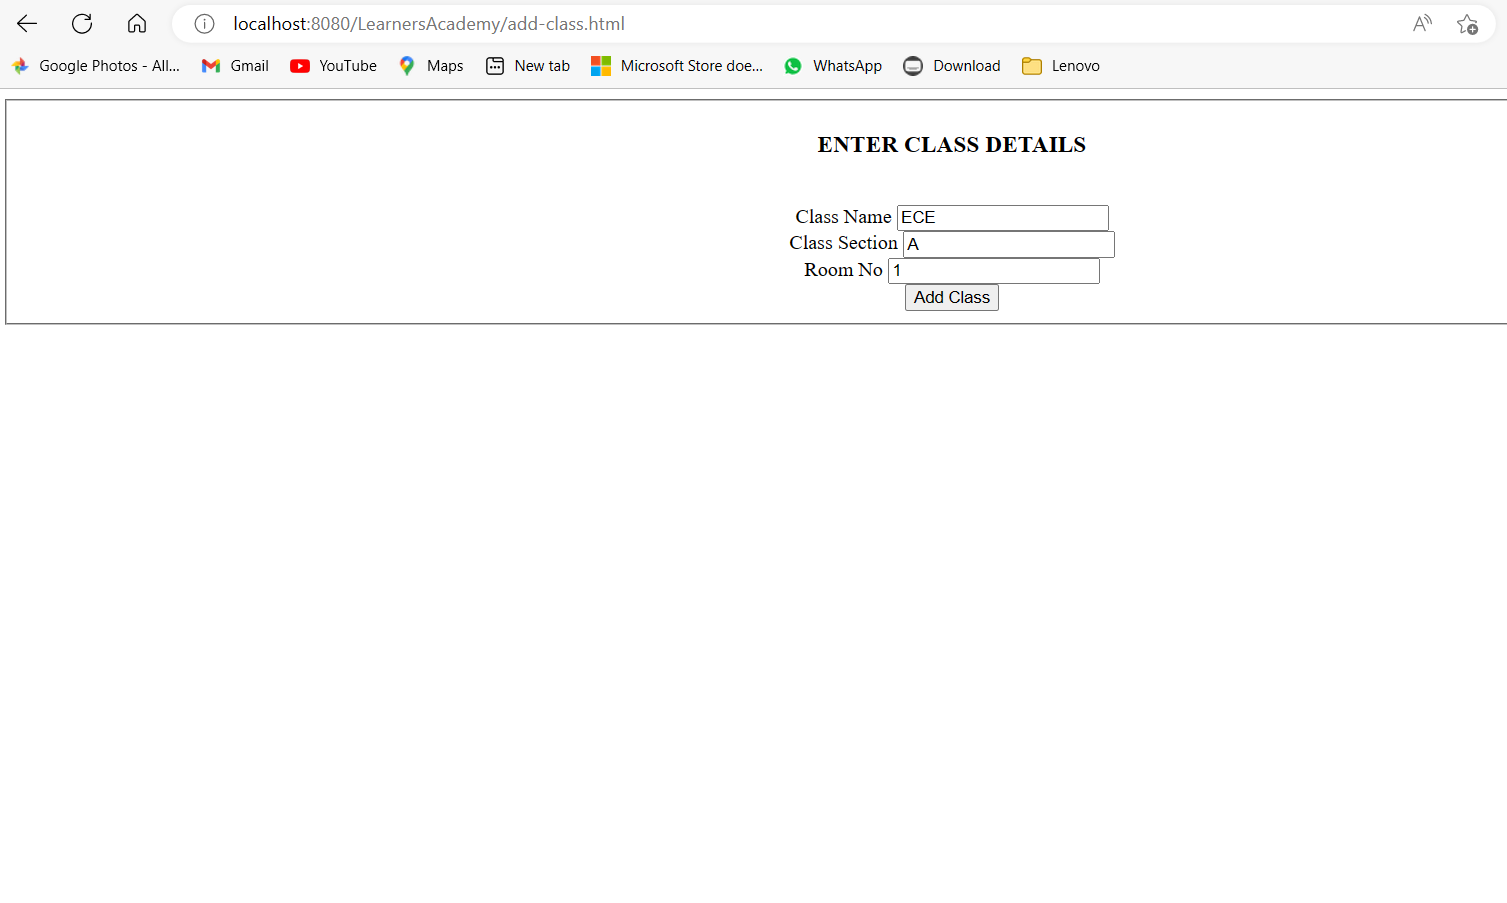 localhost:8080/LearnersAcademy/add-class.html
Google Photos - All... Gmail YouTube Maps New tab Microsoft Store doe... WhatsApp Download Lenovo
ENTER CLASS DETAILS
Class Name ECE
Class Section A
Room No 1
Add Class